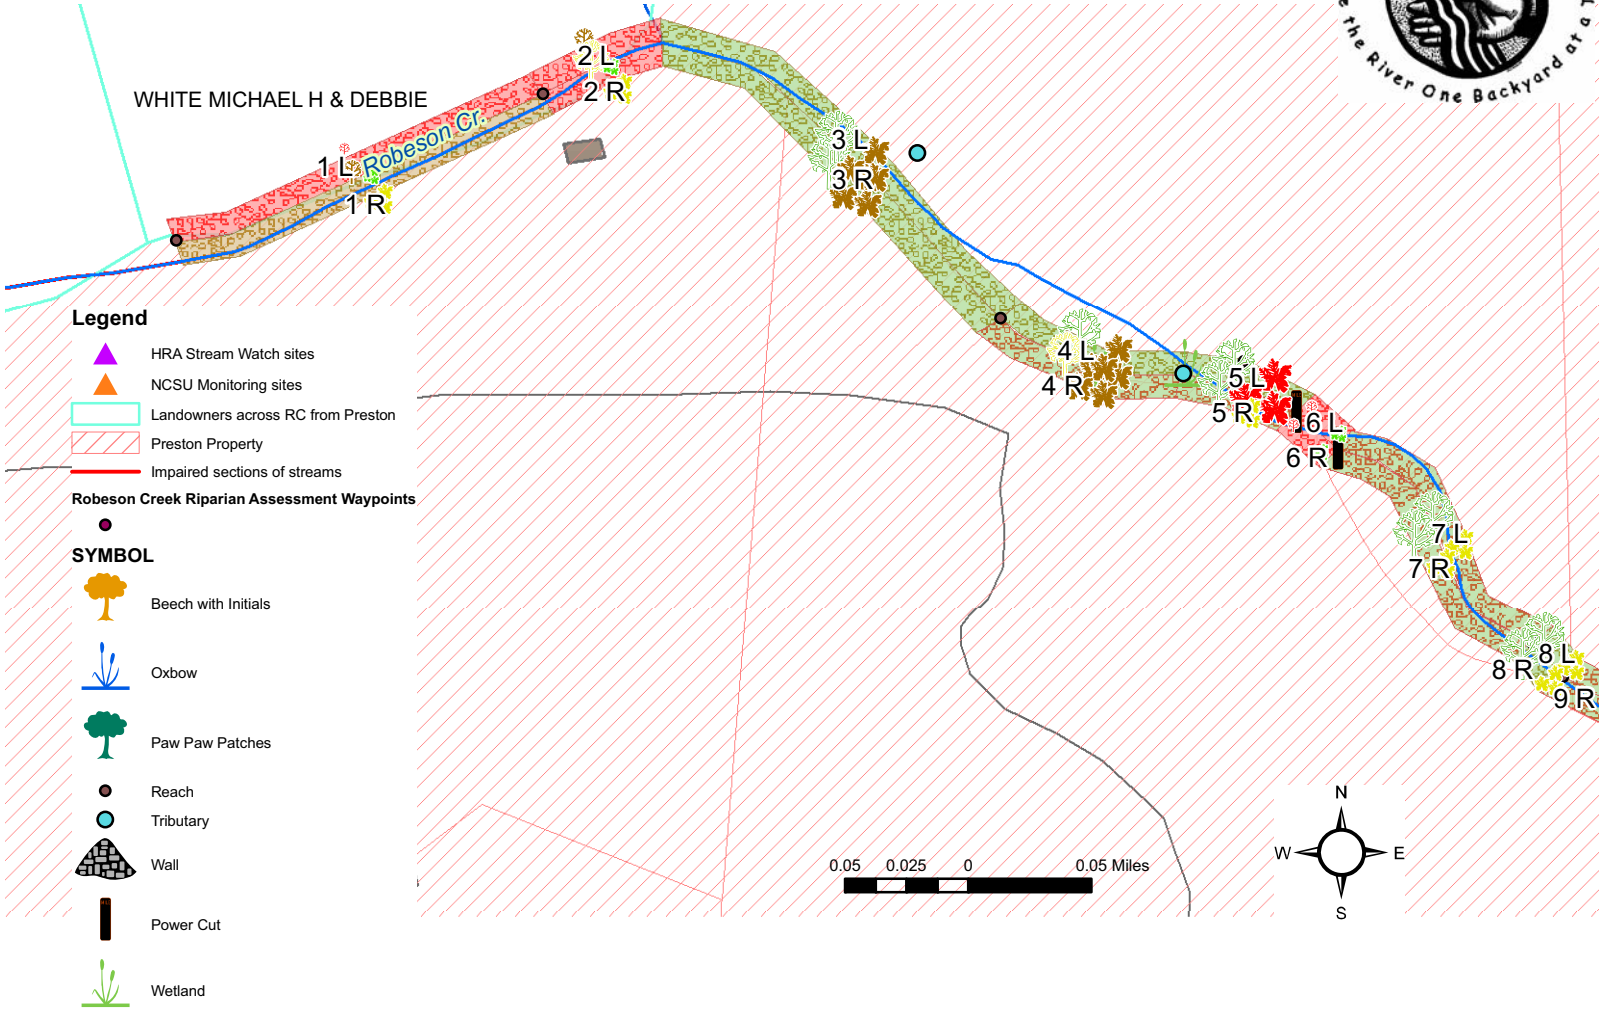 e the River One Backyard at a T
WHITE MICHAEL H & DEBBIE
Robeson Cr.
2 L
2 R
1 L
1 R
3 L
3 R
4 L
4 R
5 L
5 R
6 L
6 R
7 L
7 R
8 L
8 R
9 R
Legend
HRA Stream Watch sites
NCSU Monitoring sites
Landowners across RC from Preston
Preston Property
Impaired sections of streams
Robeson Creek Riparian Assessment Waypoints
SYMBOL
Beech with Initials
Oxbow
Paw Paw Patches
Reach
Tributary
Wall
Power Cut
Wetland
0.05 0.025 0 0.05 Miles
N
W E
S